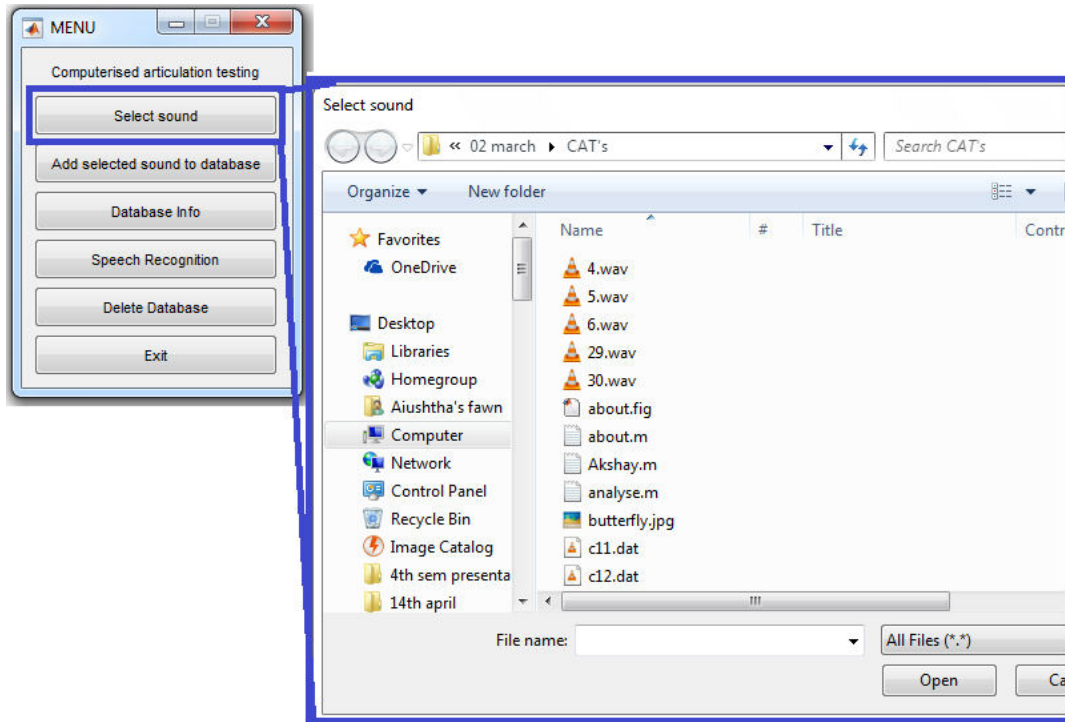 MENU
Computerised articulation testing
Select sound
Add selected sound to database
Database Info
Speech Recognition
Delete Database
Exit
Select sound
« 02 march ▸ CAT's
Search CAT's
Organize
New folder
Favorites
OneDrive
Desktop
Libraries
Homegroup
Aiushtha's fawn
Computer
Network
Control Panel
Recycle Bin
Image Catalog
4th sem presenta
14th april
Name # Title Contr
4.wav
5.wav
6.wav
29.wav
30.wav
about.fig
about.m
Akshay.m
analyse.m
butterfly.jpg
c11.dat
c12.dat
File name:
All Files (*.*)
Open
Ca